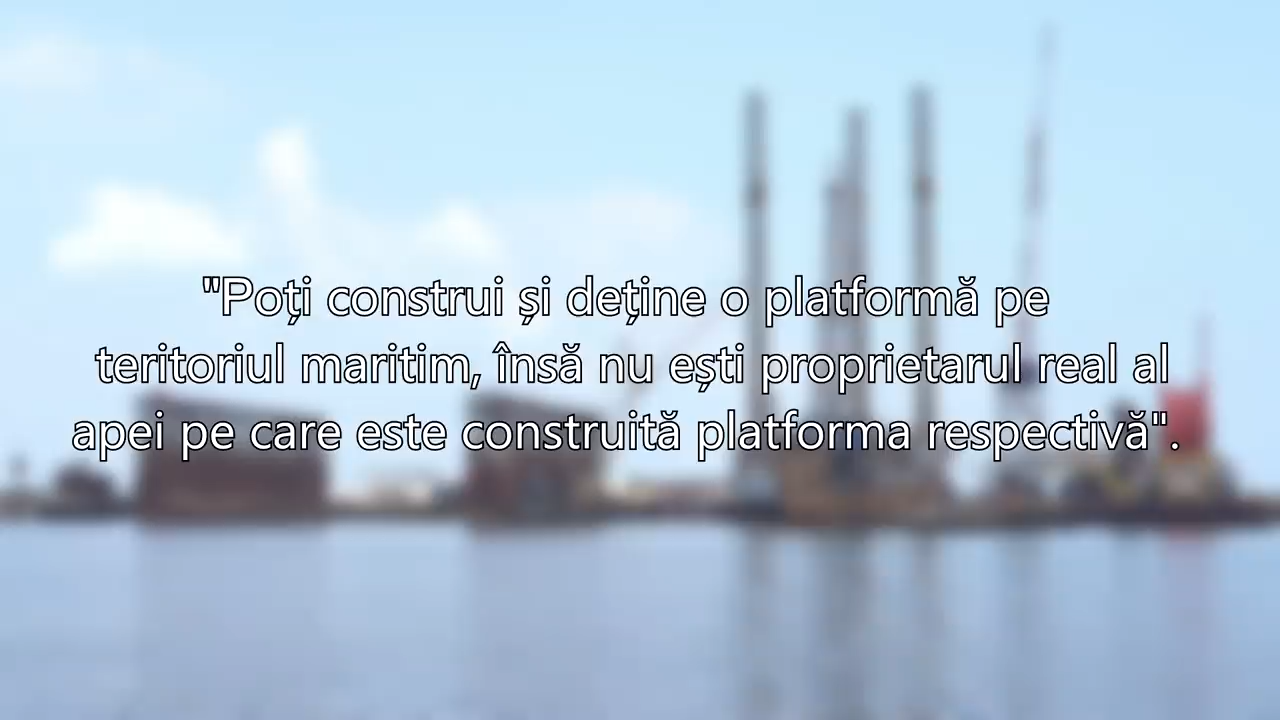 "Poți construi și deține o platformă pe
teritoriul maritim, însă nu ești proprietarul real al
apei pe care este construită platforma respectivă".